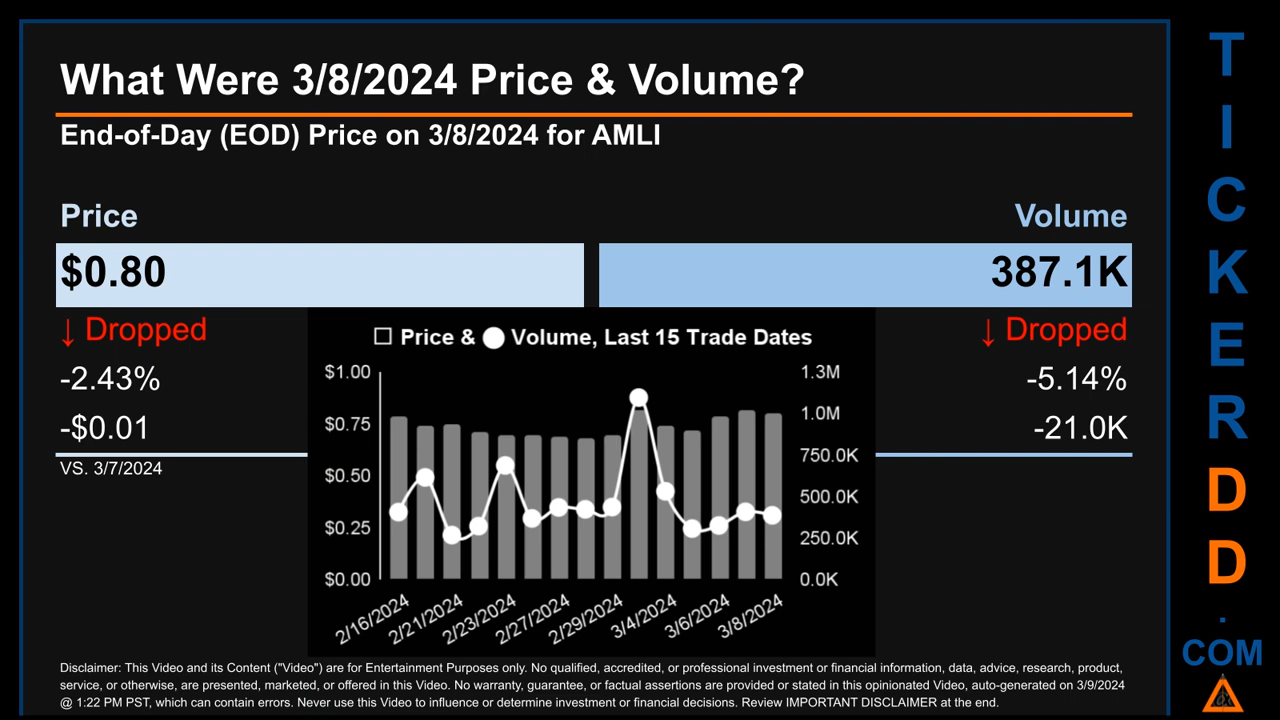 What Were 3/8/2024 Price & Volume?
End-of-Day (EOD) Price on 3/8/2024 for AMLI
Price
Volume
$0.80
387.1K
↓ Dropped
↓ Dropped
-2.43%
-5.14%
-$0.01
-21.0K
VS. 3/7/2024
Price & Volume, Last 15 Trade Dates
$1.00
$0.75
$0.50
$0.25
$0.00
1.3M
1.0M
750.0K
500.0K
250.0K
0.0K
2/16/2024
2/21/2024
2/23/2024
2/27/2024
2/29/2024
3/4/2024
3/6/2024
3/8/2024
Disclaimer: This Video and its Content ("Video") are for Entertainment Purposes only. No qualified, accredited, or professional investment or financial information, data, advice, research, product,
service, or otherwise, are presented, marketed, or offered in this Video. No warranty, guarantee, or factual assertions are provided or stated in this opinionated Video, auto-generated on 3/9/2024
@ 1:22 PM PST, which can contain errors. Never use this Video to influence or determine investment or financial decisions. Review IMPORTANT DISCLAIMER at the end.
T
I
C
K
E
R
D
D
.
COM